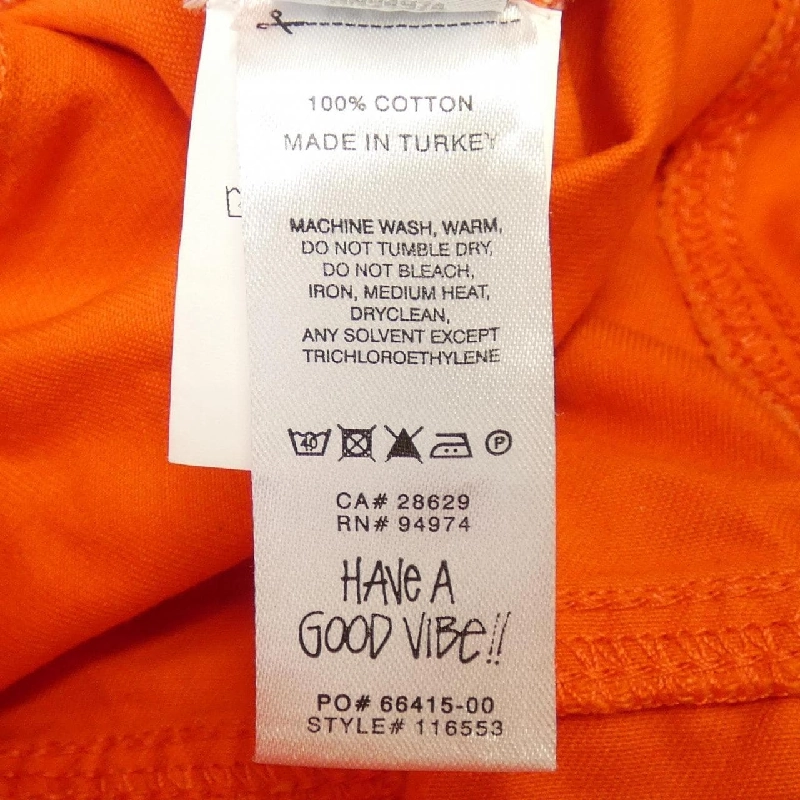 100% COTTON
MADE IN TURKEY
MACHINE WASH, WARM,
DO NOT TUMBLE DRY,
DO NOT BLEACH,
IRON, MEDIUM HEAT,
DRYCLEAN,
ANY SOLVENT EXCEPT
TRICHLOROETHYLENE
40 P
CA# 28629
RN# 94974
HAVE A
GOOD VIBE!!
PO# 66415-00
STYLE# 116553